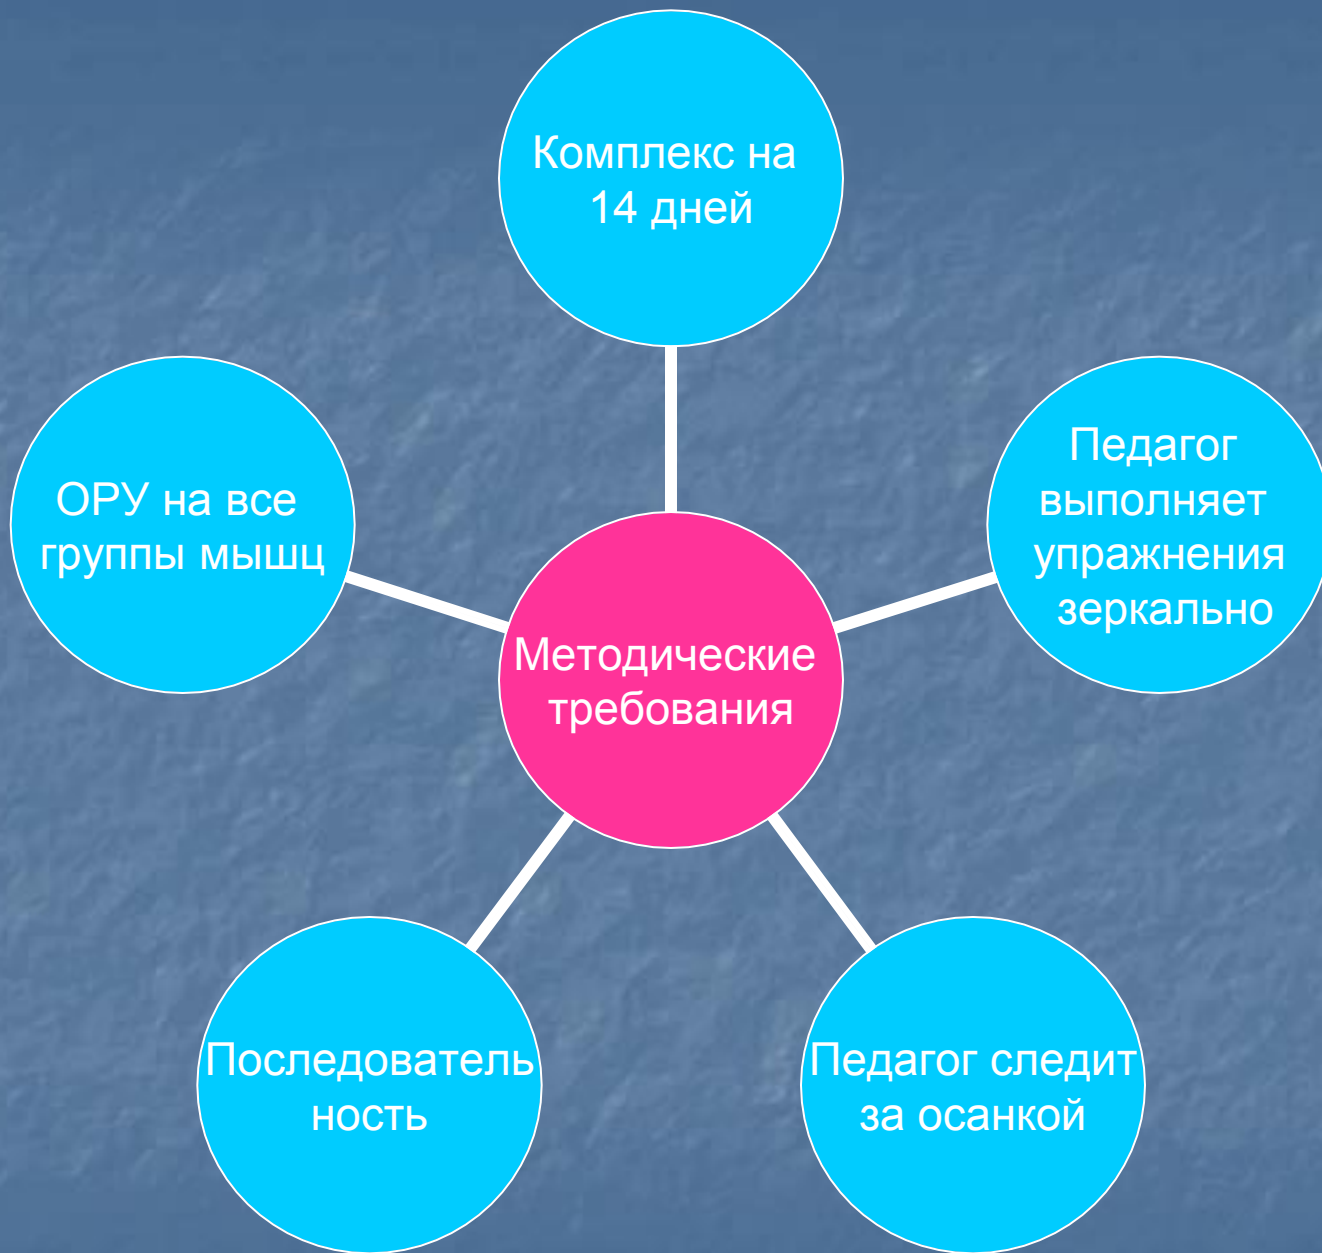 Комплекс на
14 дней
Педагог
выполняет
упражнения
зеркально
ОРУ на все
группы мышц
Методические
требования
Последователь
ность
Педагог следит
за осанкой